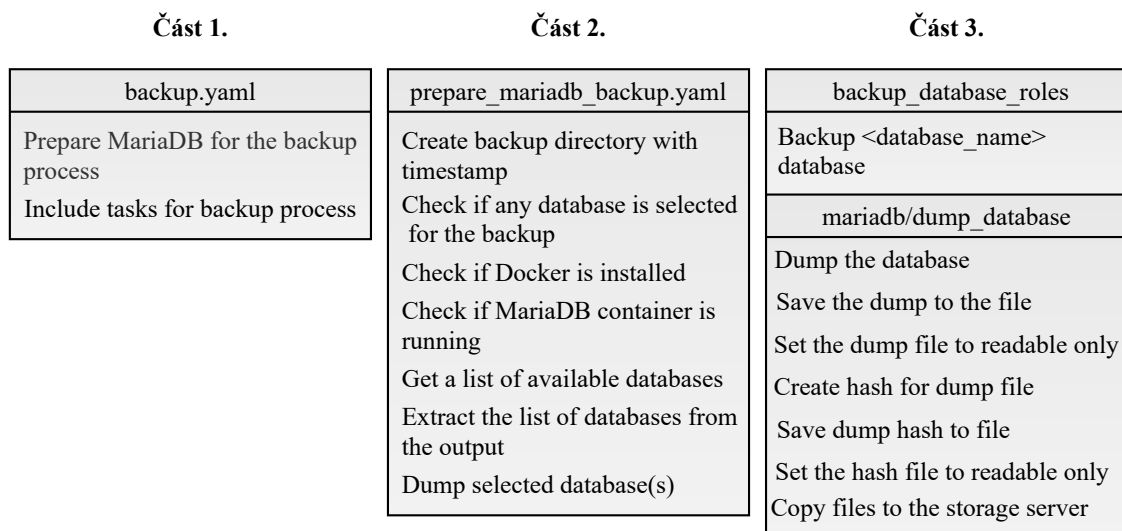 Část 1.
backup.yaml
Prepare MariaDB for the backup
process
Include tasks for backup process
Část 2.
prepare_mariadb_backup.yaml
Create backup directory with
timestamp
Check if any database is selected
for the backup
Check if Docker is installed
Check if MariaDB container is
running
Get a list of available databases
Extract the list of databases from
the output
Dump selected database(s)
Část 3.
backup_database_roles
Backup <database_name>
database
mariadb/dump_database
Dump the database
Save the dump to the file
Set the dump file to readable only
Create hash for dump file
Save dump hash to file
Set the hash file to readable only
Copy files to the storage server